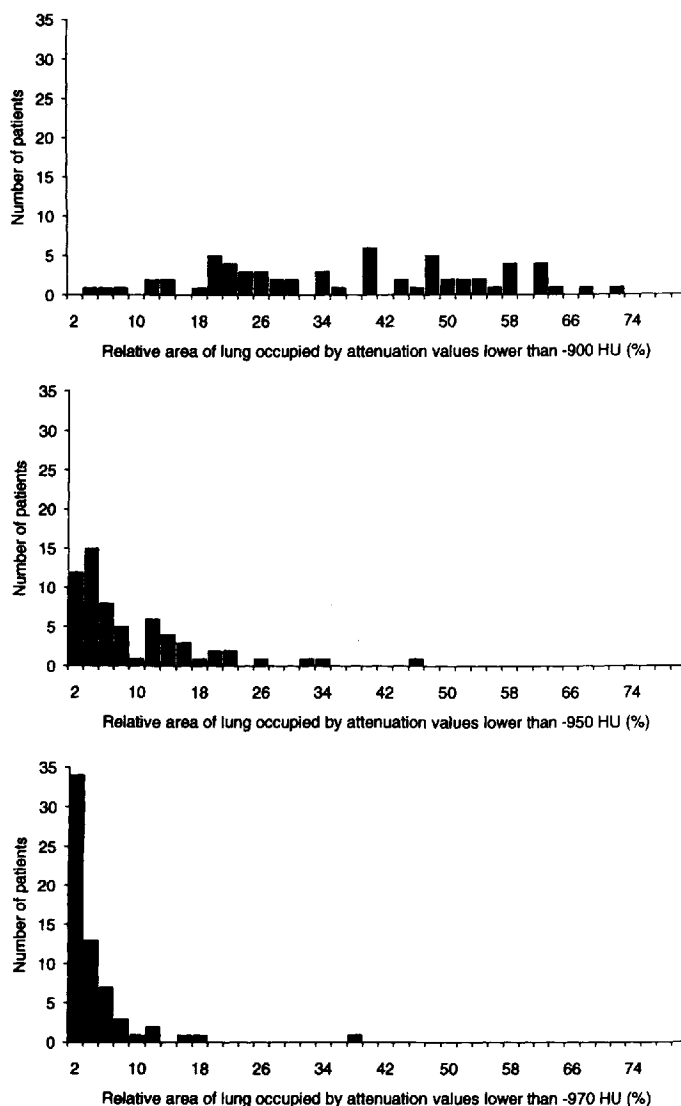 35
30
25
20
15
10
5
0
Number of patients
2 10 18 26 34 42 50 58 66 74
Relative area of lung occupied by attenuation values lower than -900 HU (%)
35
30
25
20
15
10
5
0
Number of patients
2 10 18 26 34 42 50 58 66 74
Relative area of lung occupied by attenuation values lower than -950 HU (%)
35
30
25
20
15
10
5
0
Number of patients
2 10 18 26 34 42 50 58 66 74
Relative area of lung occupied by attenuation values lower than -970 HU (%)